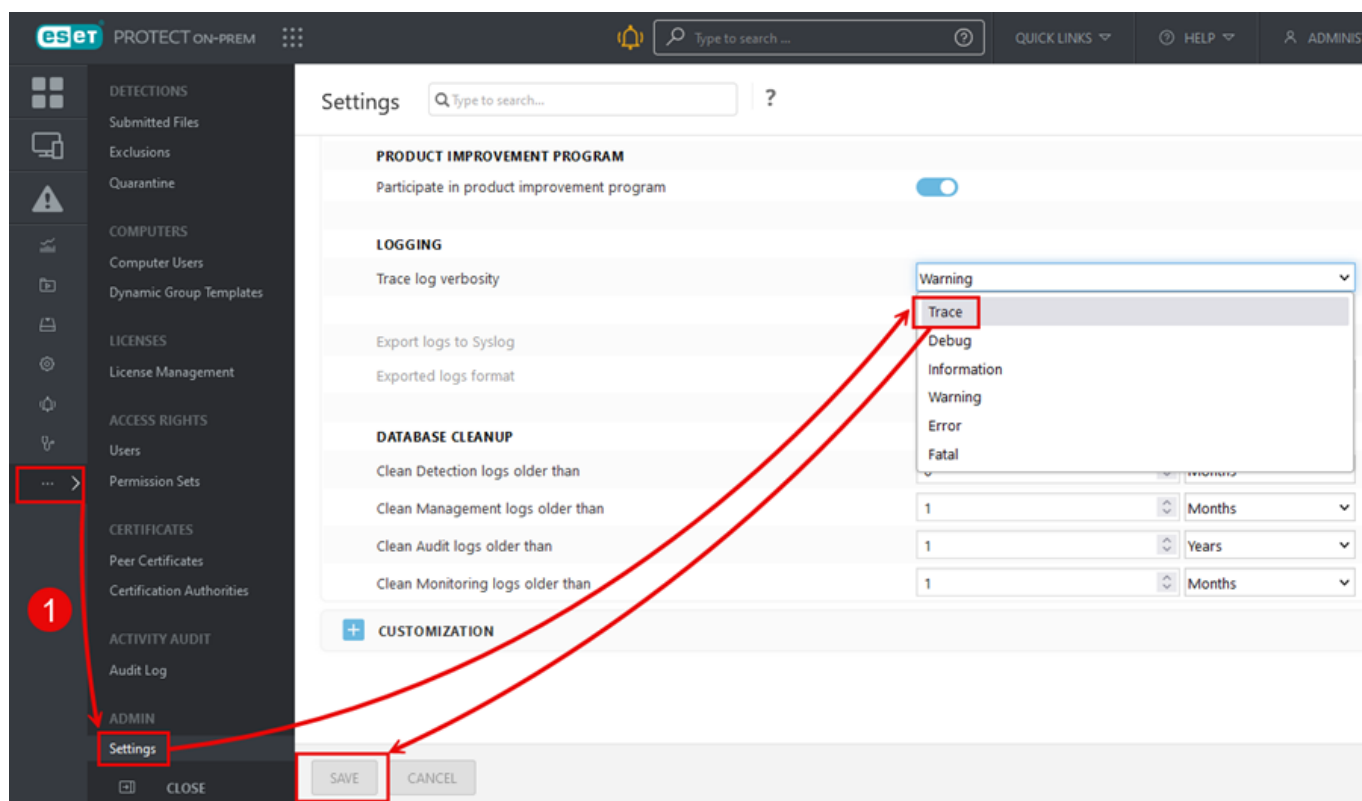 eset PROTECT ON-PREM
Type to search ...
QUICK LINKS
HELP
ADMINIS
DETECTIONS
Submitted Files
Exclusions
Quarantine
COMPUTERS
Computer Users
Dynamic Group Templates
LICENSES
License Management
ACCESS RIGHTS
Users
Permission Sets
CERTIFICATES
Peer Certificates
Certification Authorities
ACTIVITY AUDIT
Audit Log
ADMIN
Settings
CLOSE
1
Settings
Type to search...
?
PRODUCT IMPROVEMENT PROGRAM
Participate in product improvement program
LOGGING
Trace log verbosity
Warning
Trace
Debug
Information
Warning
Error
Fatal
Export logs to Syslog
Exported logs format
DATABASE CLEANUP
Clean Detection logs older than
Months
Clean Management logs older than
1
Months
Clean Audit logs older than
1
Years
Clean Monitoring logs older than
1
Months
CUSTOMIZATION
SAVE
CANCEL